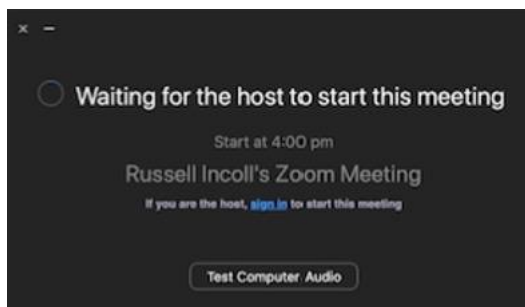 Waiting for the host to start this meeting
Start at 4:00 pm
Russell Incoll's Zoom Meeting
If you are the host, sign in to start this meeting
Test Computer Audio